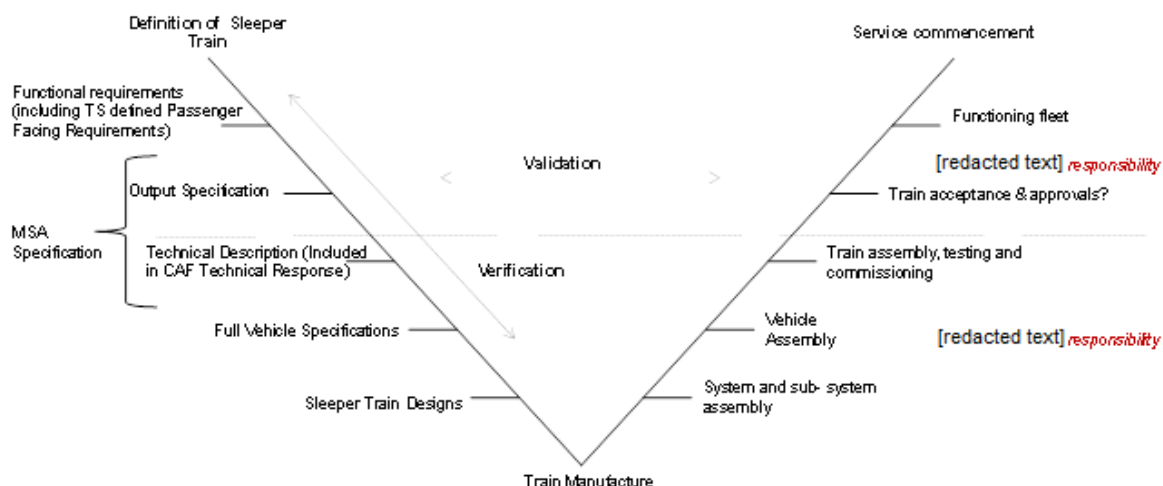 Definition of Sleeper
Train
Service commencement
Functional requirements
(including TS defined Passenger
Facing Requirements)
Functioning fleet
Validation
[redacted text] responsibility
Output Specification
Train acceptance & approvals?
MSA
Specification
Technical Description (Included
in CAF Technical Response)
Verification
Train assembly, testing and
commissioning
Full Vehicle Specifications
Vehicle
Assembly
[redacted text] responsibility
Sleeper Train Designs
System and sub- system
assembly
Train Manufacture